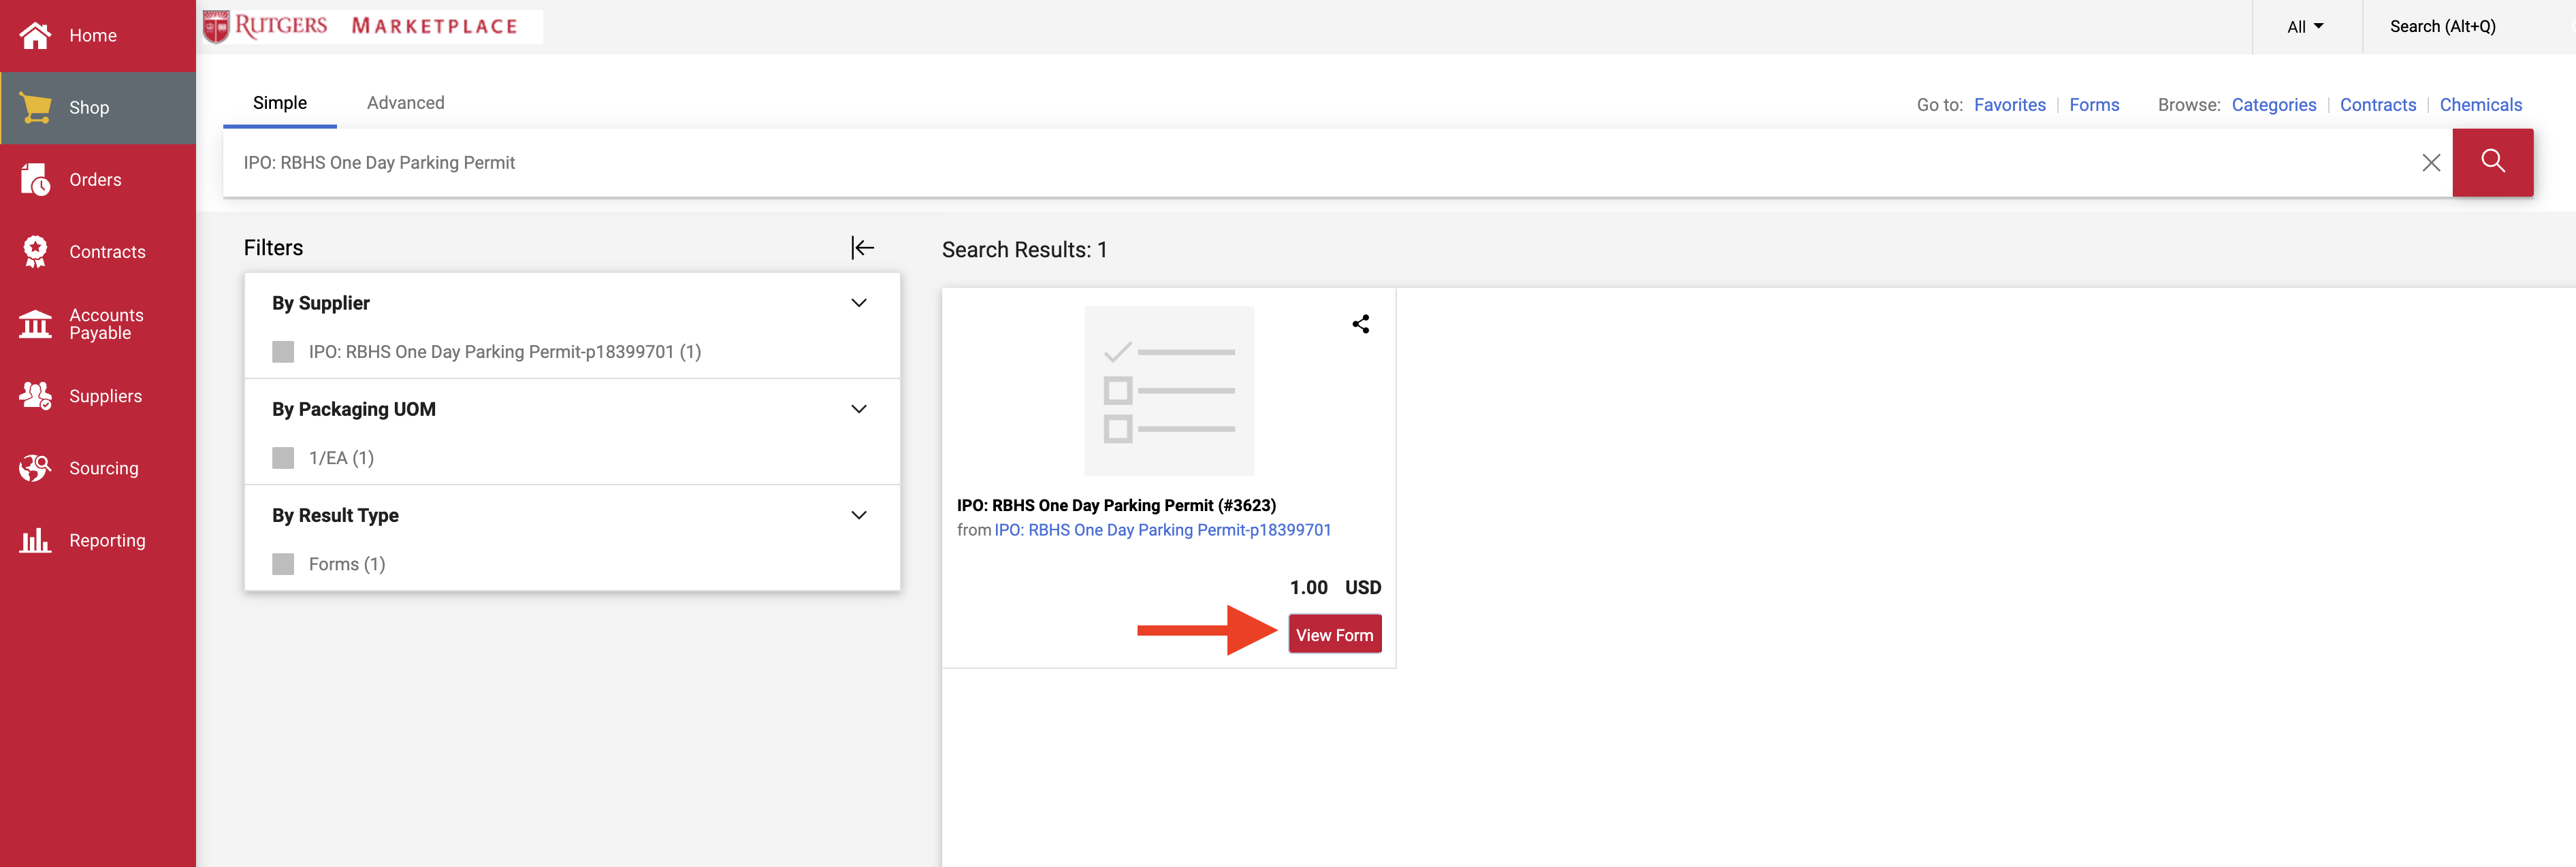 Home
Shop
Orders
Contracts
Accounts
Payable
Suppliers
Sourcing
Reporting
RUTGERS MARKETPLACE
All
Search (Alt+Q)
Simple
Advanced
Go to: Favorites | Forms
Browse: Categories | Contracts | Chemicals
IPO: RBHS One Day Parking Permit
Filters
By Supplier
IPO: RBHS One Day Parking Permit-p18399701 (1)
By Packaging UOM
1/EA (1)
By Result Type
Forms (1)
Search Results: 1
IPO: RBHS One Day Parking Permit (#3623)
from IPO: RBHS One Day Parking Permit-p18399701
1.00 USD
View Form